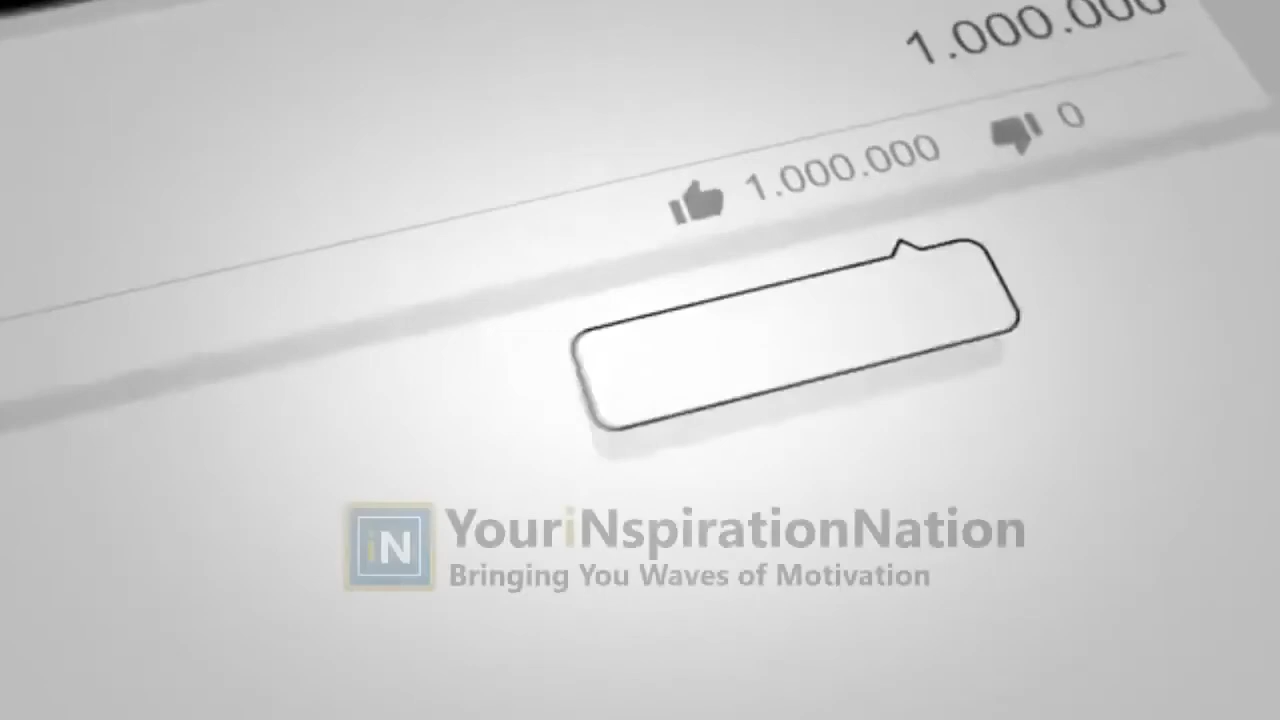 1.000.000
1.000.000 0
iN
YouriNspirationNation
Bringing You Waves of Motivation